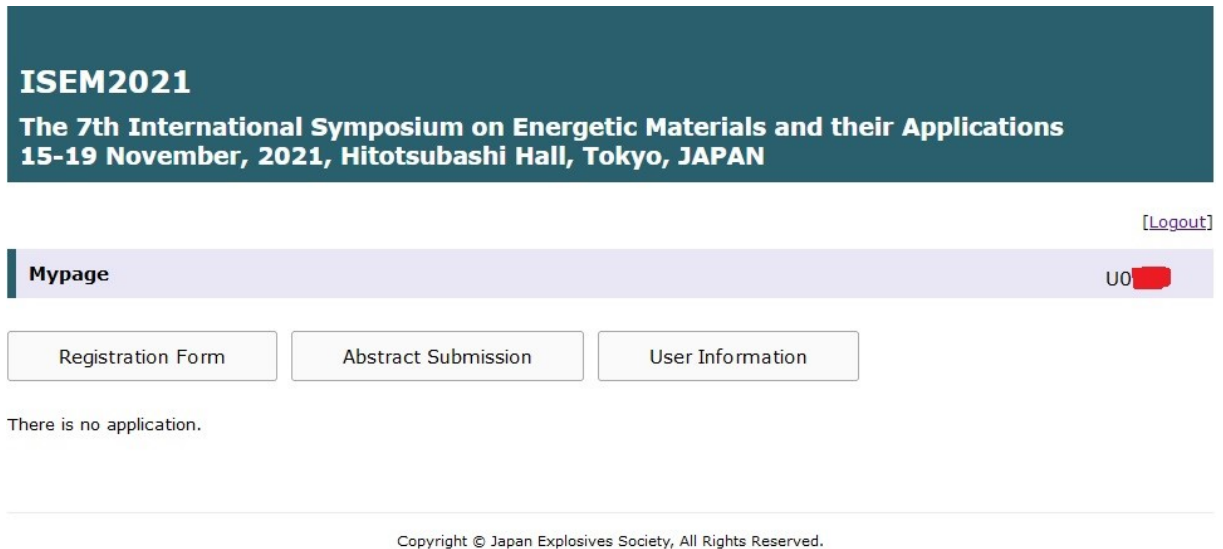 ISEM2021
The 7th International Symposium on Energetic Materials and their Applications
15-19 November, 2021, Hitotsubashi Hall, Tokyo, JAPAN
[Logout]
Mypage
U0
Registration Form
Abstract Submission
User Information
There is no application.
Copyright © Japan Explosives Society, All Rights Reserved.